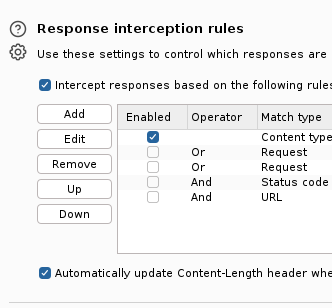 Response interception rules
Use these settings to control which responses are
Intercept responses based on the following rules
Add
Edit
Remove
Up
Down
Enabled Operator Match type
Content type
Or Request
Or Request
And Status code
And URL
Automatically update Content-Length header whe